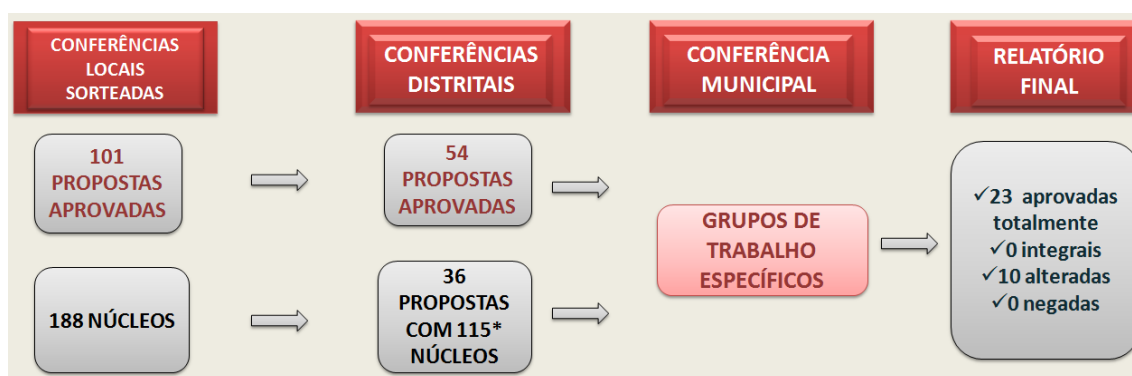 CONFERÊNCIAS
LOCAIS
SORTEADAS
CONFERÊNCIAS
DISTRITAIS
CONFERÊNCIA
MUNICIPAL
RELATÓRIO
FINAL
101
PROPOSTAS
APROVADAS
54
PROPOSTAS
APROVADAS
188 NÚCLEOS
36
PROPOSTAS
COM 115*
NÚCLEOS
GRUPOS DE
TRABALHO
ESPECÍFICOS
✓23 aprovadas
totalmente
✓0 integrais
✓10 alteradas
✓0 negadas